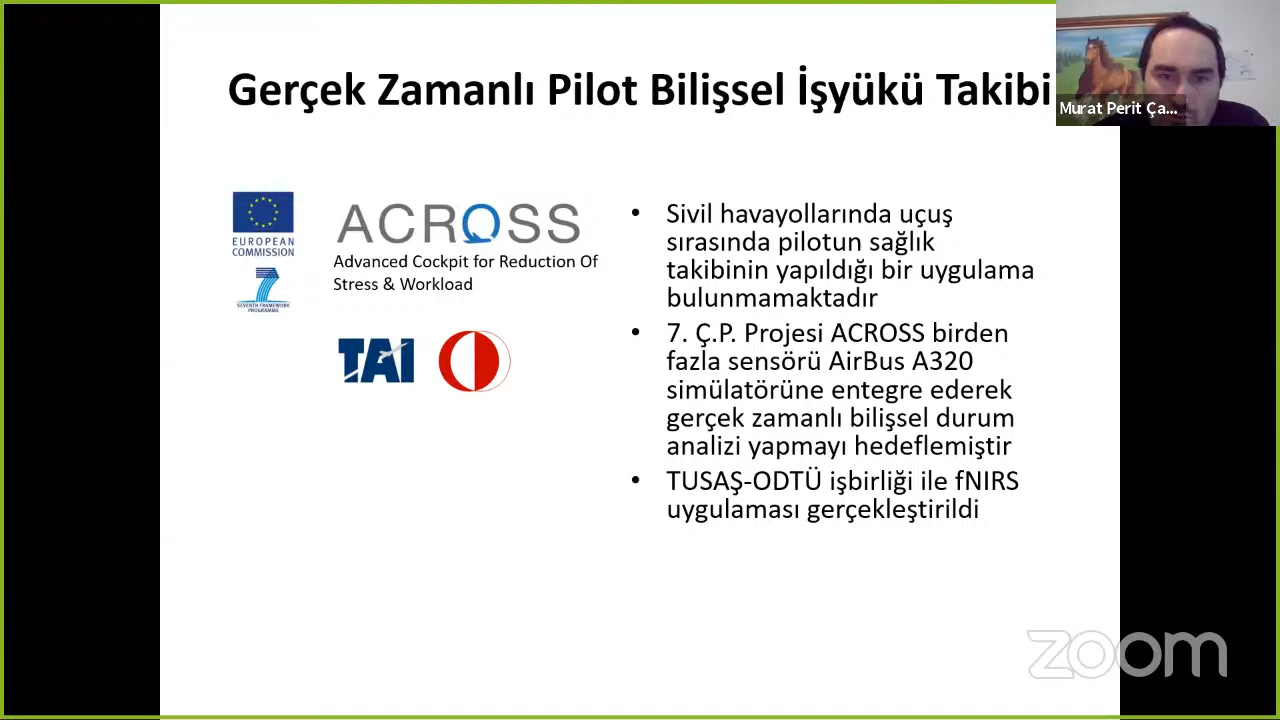 Gerçek Zamanlı Pilot Bilişsel İşyükü Takibi
Murat Perit Ça...
EUROPEAN
COMMISSION
SEVENTH FRAMEWORK
PROGRAMME
ACROSS
Advanced Cockpit for Reduction Of
Stress & Workload
TAI
• Sivil havayollarında uçuş
sırasında pilotun sağlık
takibinin yapıldığı bir uygulama
bulunmamaktadır
• 7. Ç.P. Projesi ACROSS birden
fazla sensörü AirBus A320
simülatörüne entegre ederek
gerçek zamanlı bilişsel durum
analizi yapmayı hedeflemiştir
• TUSAŞ-ODTÜ işbirliği ile fNIRS
uygulaması gerçekleştirildi
zoom